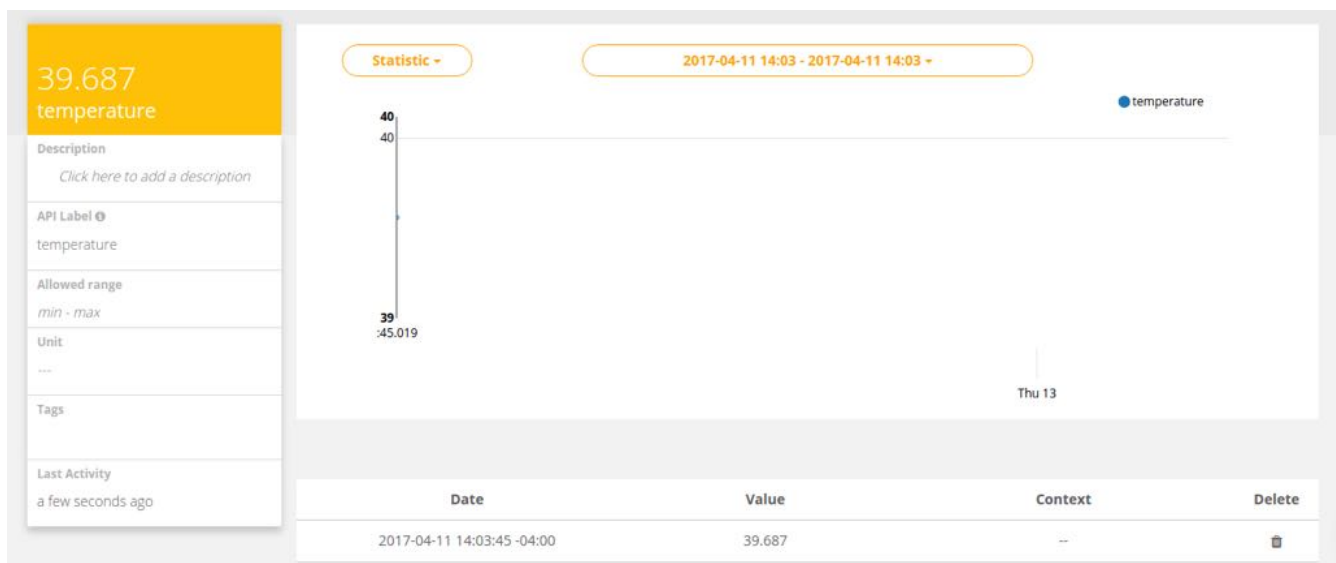 39.687
temperature
Description
Click here to add a description
API Label
temperature
Allowed range
min - max
Unit
---
Tags
Last Activity
a few seconds ago
Statistic
2017-04-11 14:03 - 2017-04-11 14:03
temperature
40
40
39
:45.019
Thu 13
Date Value Context Delete
2017-04-11 14:03:45 -04:00 39.687 --